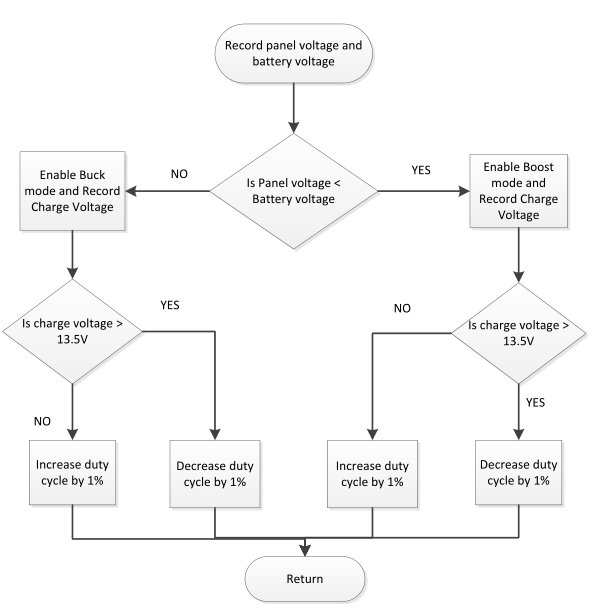 Record panel voltage and
battery voltage
NO
YES
Enable Buck
mode and Record
Charge Voltage
Is Panel voltage <
Battery voltage
Enable Boost
mode and
Record Charge
Voltage
YES
NO
Is charge voltage >
13.5V
Is charge voltage >
13.5V
NO
YES
Increase duty
cycle by 1%
Decrease duty
cycle by 1%
Increase duty
cycle by 1%
Decrease duty
cycle by 1%
Return